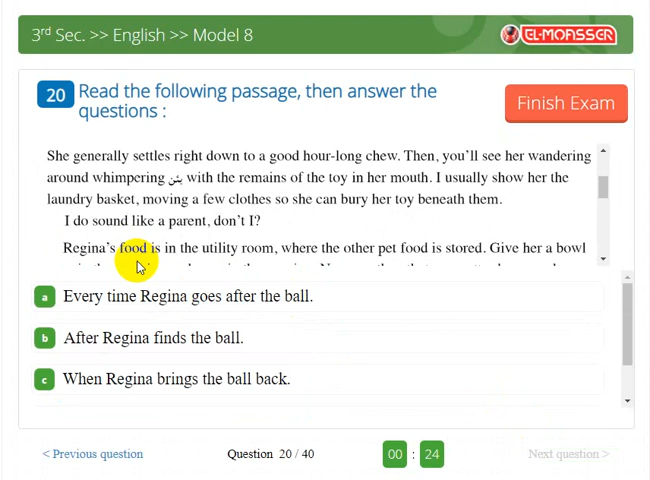 3rd Sec. >> English >> Model 8
EL-MOASSER
20 Read the following passage, then answer the
questions :
Finish Exam
She generally settles right down to a good hour-long chew. Then, you'll see her wandering
around whimpering يئن with the remains of the toy in her mouth. I usually show her the
laundry basket, moving a few clothes so she can bury her toy beneath them.
I do sound like a parent, don't I?
Regina's food is in the utility room, where the other pet food is stored. Give her a bowl
a Every time Regina goes after the ball.
b After Regina finds the ball.
c When Regina brings the ball back.
< Previous question
Question 20 / 40
00 : 24
Next question >